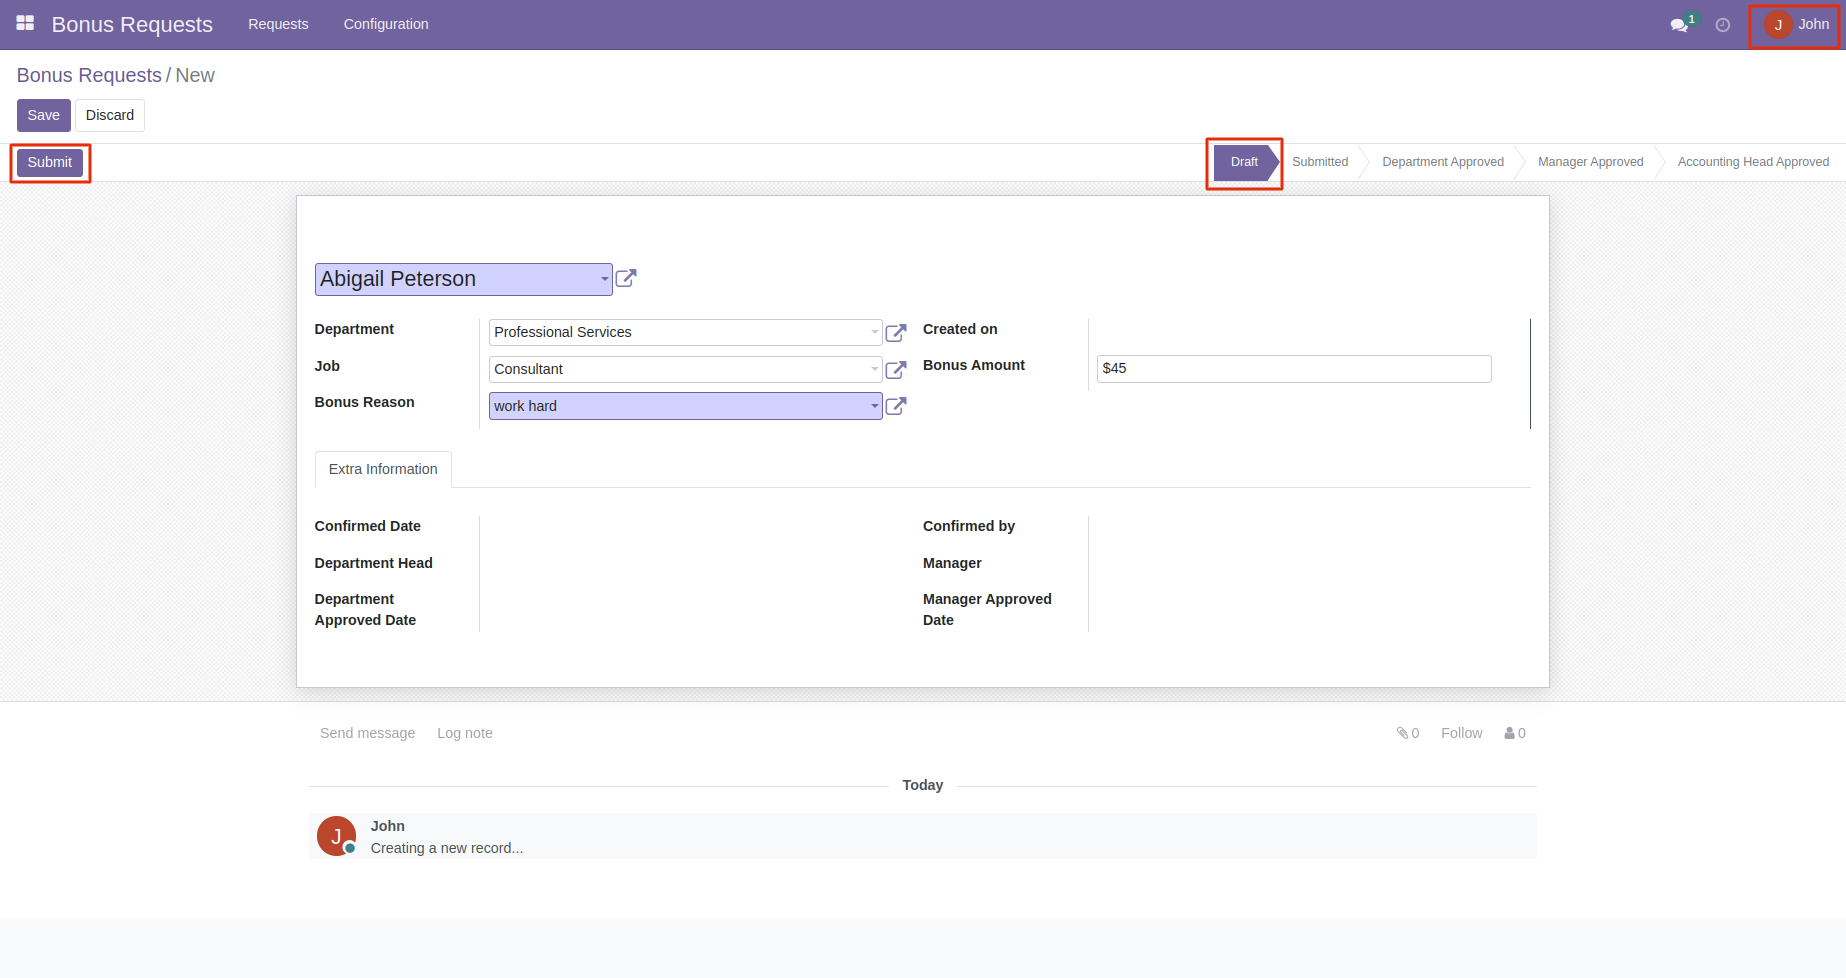 Bonus Requests Requests Configuration 1 J John
Bonus Requests / New
Save Discard
Submit Draft Submitted Department Approved Manager Approved Accounting Head Approved
Abigail Peterson
Department Professional Services Created on
Job Consultant Bonus Amount $45
Bonus Reason work hard
Extra Information
Confirmed Date Confirmed by
Department Head Manager
Department Manager Approved
Approved Date Date
Send message Log note 0 Follow 0
Today
J John
Creating a new record...